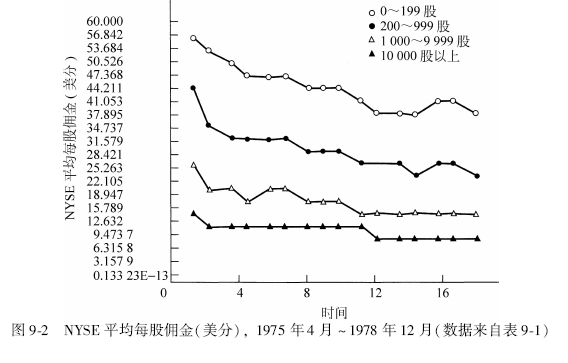 ○ 0～199 股
● 200～999 股
△ 1 000～9 999 股
▲ 10 000 股以上
NYSE 平均每股佣金(美分)
60.000
56.842
53.684
50.526
47.368
44.211
41.053
37.895
34.737
31.579
28.421
25.263
22.105
18.947
15.789
12.632
9.473 7
6.315 8
3.157 9
0.133 23E-13
0 4 8 12 16
时间
图 9-2 NYSE 平均每股佣金(美分)，1975 年 4 月～1978 年 12 月(数据来自表 9-1)